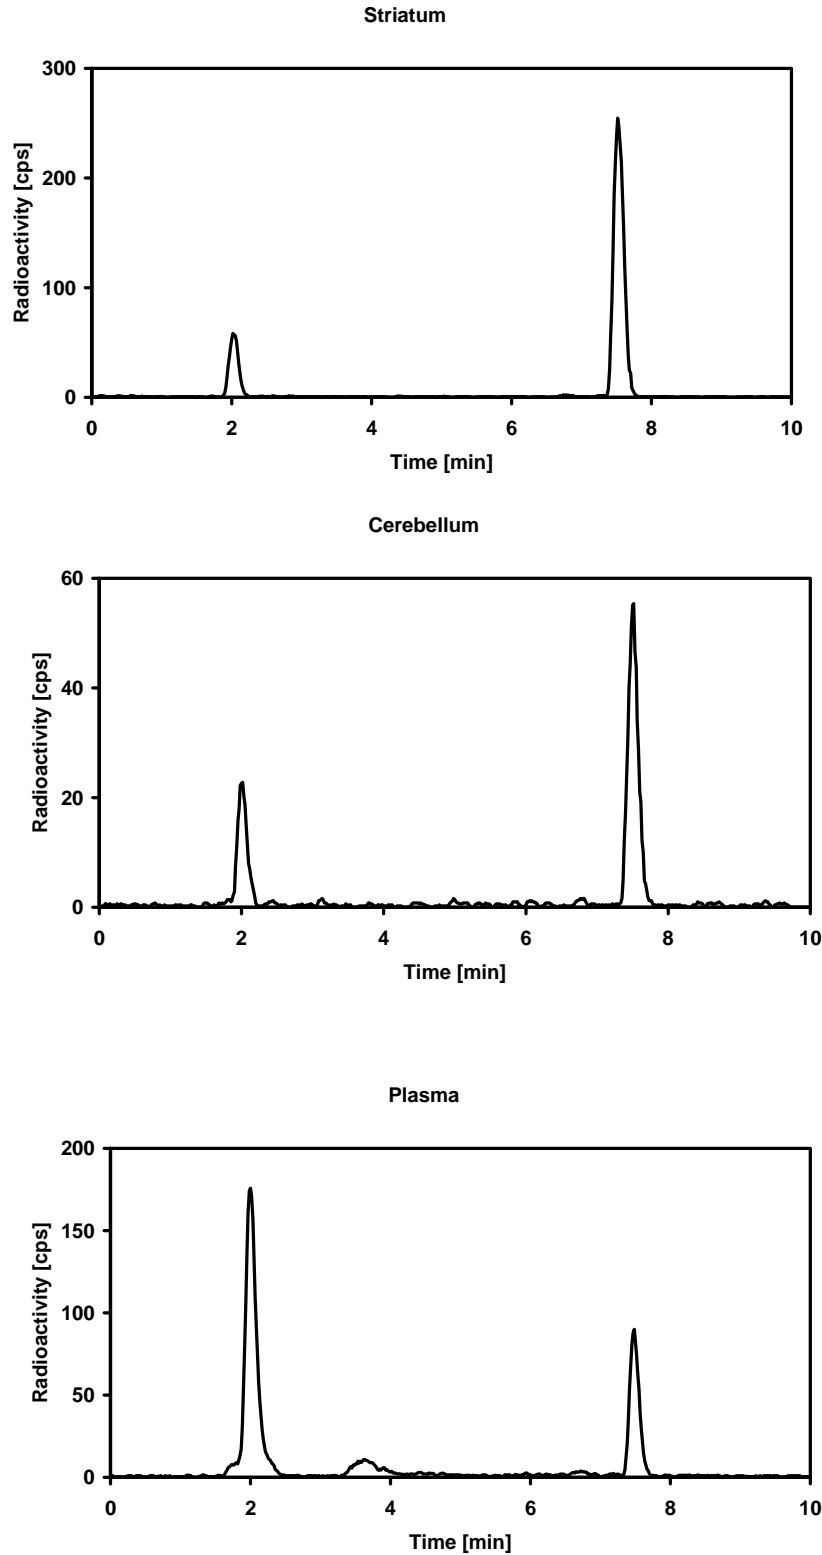 Striatum
300
200
100
0
Radioactivity [cps]
0 2 4 6 8 10
Time [min]
Cerebellum
60
40
20
0
Radioactivity [cps]
0 2 4 6 8 10
Time [min]
Plasma
200
150
100
50
0
Radioactivity [cps]
0 2 4 6 8 10
Time [min]